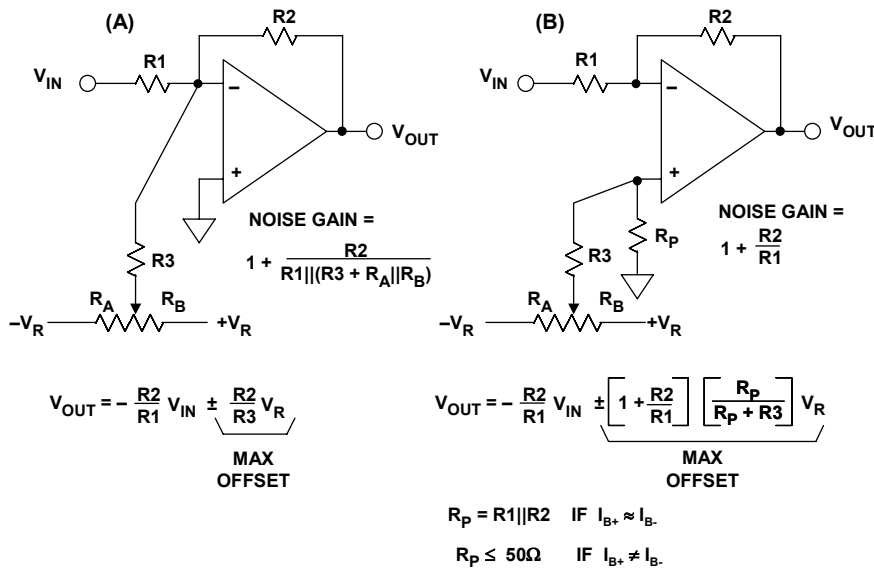 (A)
R2
R1
V_IN
−
+
V_OUT
NOISE GAIN =
1 + R2 / R1||(R3 + R_A||R_B)
R3
R_A
R_B
−V_R
+V_R
V_OUT = − R2/R1 V_IN ± R2/R3 V_R
MAX
OFFSET
(B)
R2
R1
V_IN
−
+
V_OUT
NOISE GAIN =
1 + R2/R1
R_P
R3
R_A
R_B
−V_R
+V_R
V_OUT = − R2/R1 V_IN ± [1 + R2/R1] [R_P / R_P + R3] V_R
MAX
OFFSET
R_P = R1||R2 IF I_B+ ≈ I_B-
R_P ≤ 50Ω IF I_B+ ≠ I_B-